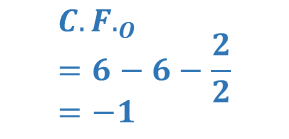 C.F.O
= 6 − 6 − 2/2
= −1